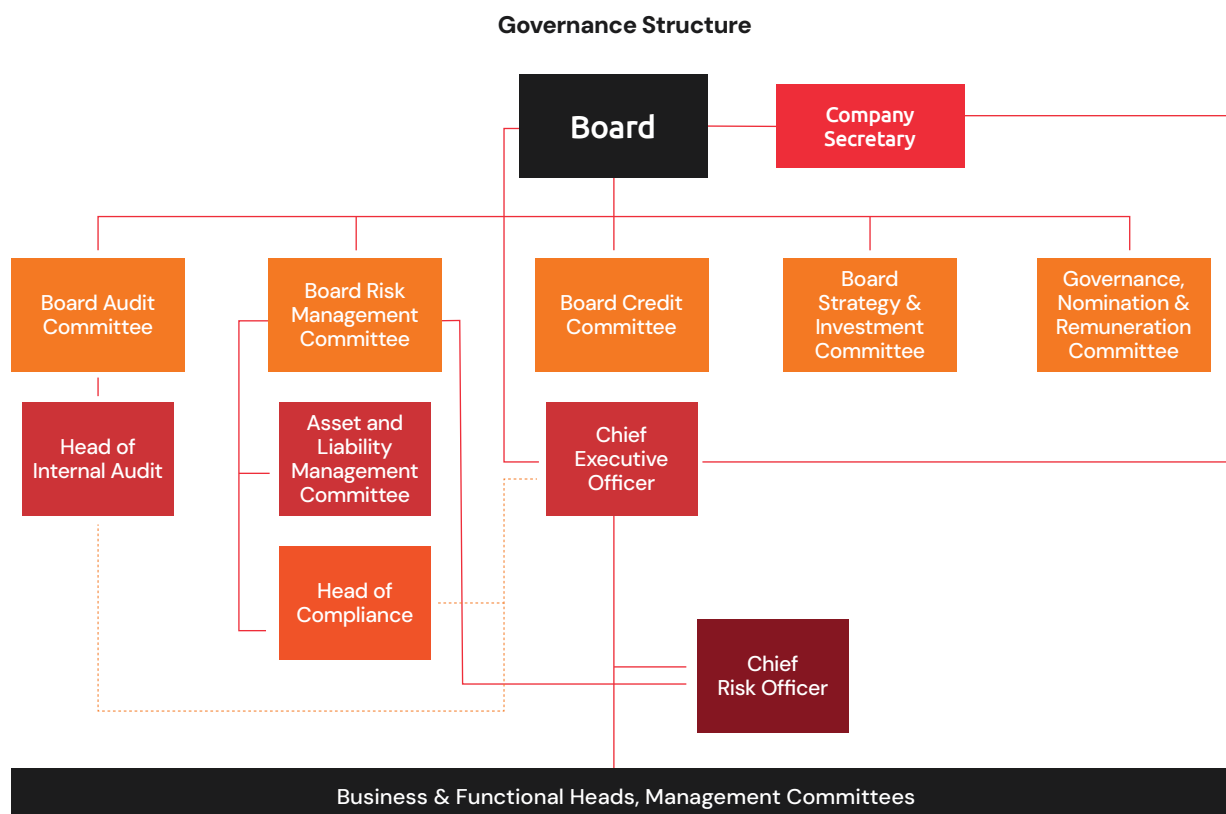 Governance Structure
Board
Company
Secretary
Board Audit
Committee
Board Risk
Management
Committee
Board Credit
Committee
Board
Strategy &
Investment
Committee
Governance,
Nomination &
Remuneration
Committee
Head of
Internal Audit
Asset and
Liability
Management
Committee
Chief
Executive
Officer
Head of
Compliance
Chief
Risk Officer
Business & Functional Heads, Management Committees